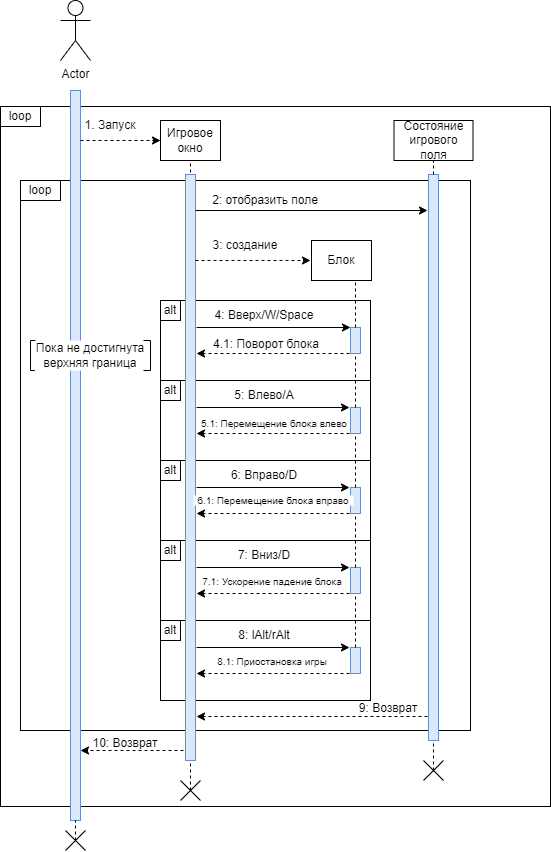 Actor
loop
1. Запуск
Игровое
окно
Состояние
игрового
поля
loop
2: отобразить поле
3: создание
Блок
alt
4: Вверх/W/Space
4.1: Поворот блока
Пока не достигнута
верхняя граница
alt
5: Влево/A
5.1: Перемещение блока влево
alt
6: Вправо/D
6.1: Перемещение блока вправо
alt
7: Вниз/D
7.1: Ускорение падение блока
alt
8: lAlt/rAlt
8.1: Приостановка игры
9: Возврат
10: Возврат